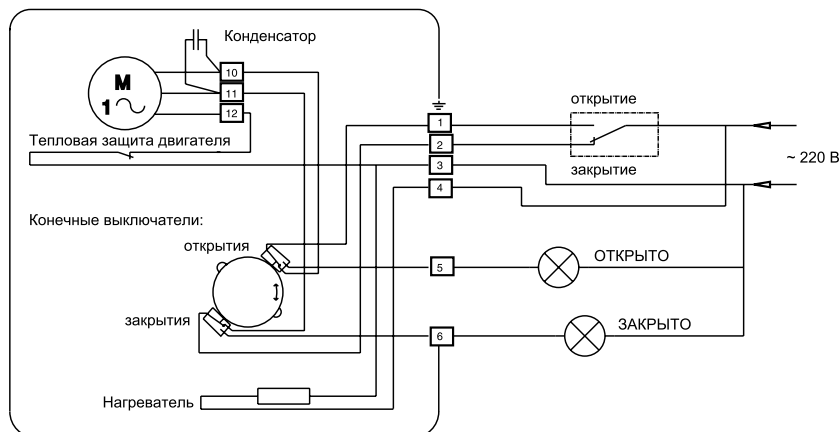 Конденсатор
М
1
10
11
12
Тепловая защита двигателя
1
2
3
4
открытие
закрытие
~ 220 В
Конечные выключатели:
открытия
5
ОТКРЫТО
закрытия
6
ЗАКРЫТО
Нагреватель